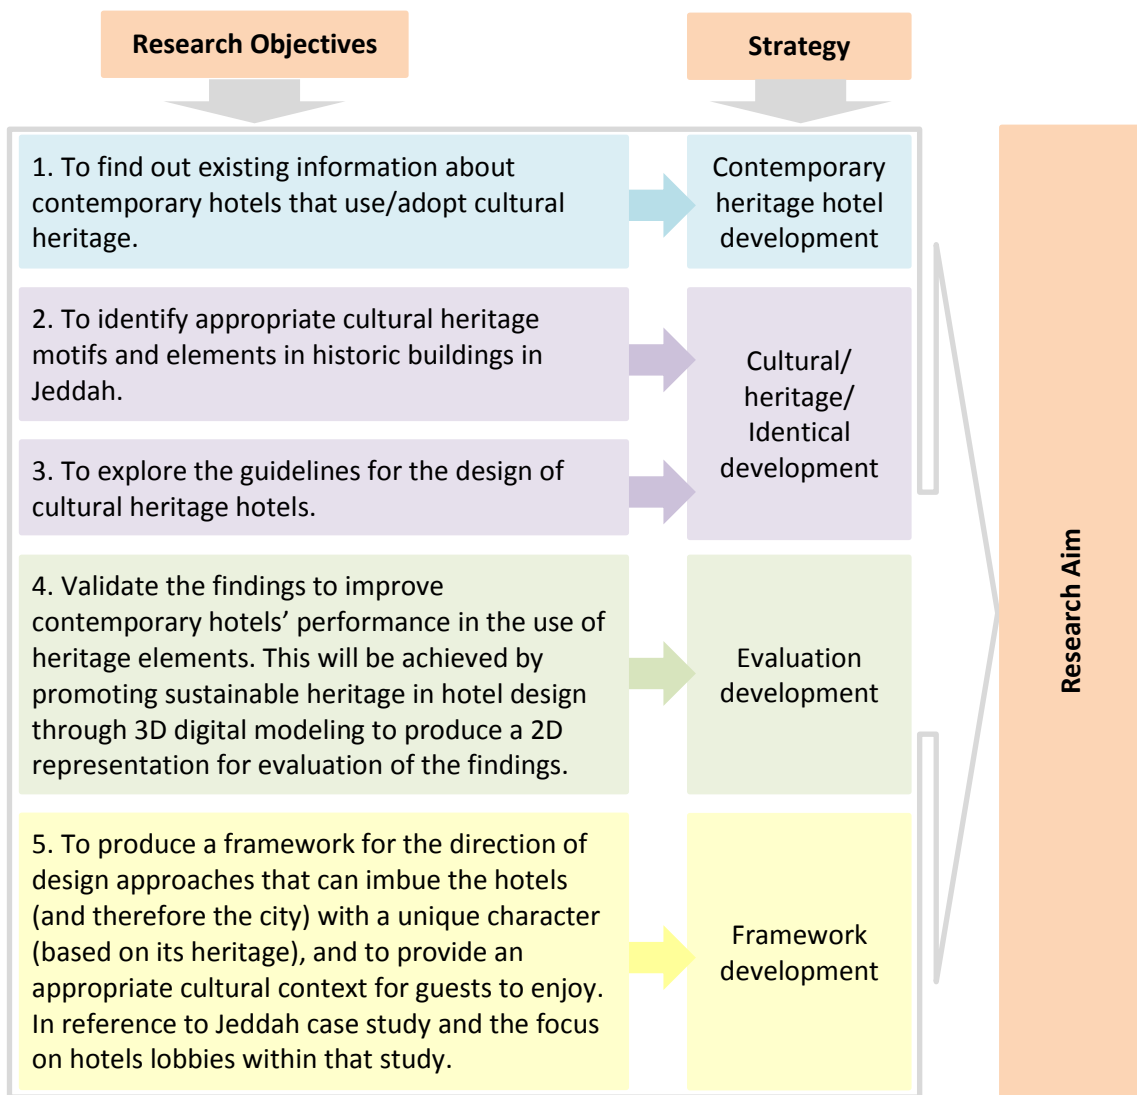 Research Objectives
Strategy
1. To find out existing information about
contemporary hotels that use/adopt cultural
heritage.
Contemporary
heritage hotel
development
2. To identify appropriate cultural heritage
motifs and elements in historic buildings in
Jeddah.
3. To explore the guidelines for the design of
cultural heritage hotels.
Cultural/
heritage/
Identical
development
4. Validate the findings to improve
contemporary hotels’ performance in the use of
heritage elements. This will be achieved by
promoting sustainable heritage in hotel design
through 3D digital modeling to produce a 2D
representation for evaluation of the findings.
Evaluation
development
5. To produce a framework for the direction of
design approaches that can imbue the hotels
(and therefore the city) with a unique character
(based on its heritage), and to provide an
appropriate cultural context for guests to enjoy.
In reference to Jeddah case study and the focus
on hotels lobbies within that study.
Framework
development
Research Aim